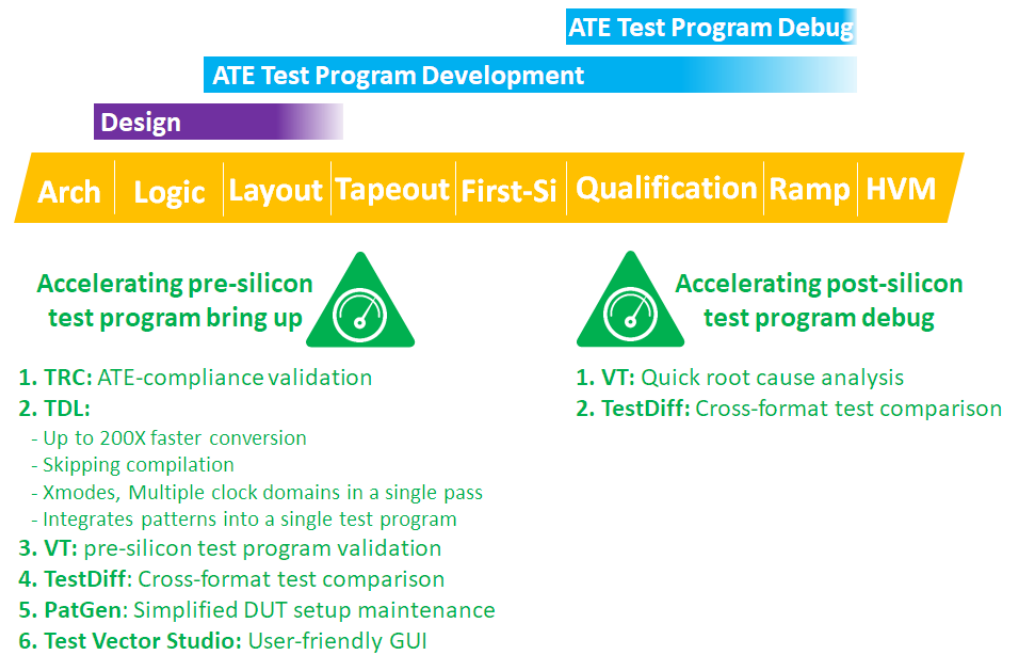 ATE Test Program Debug
ATE Test Program Development
Design
Arch Logic Layout Tapeout First-Si Qualification Ramp HVM
Accelerating pre-silicon
test program bring up
1. TRC: ATE-compliance validation
2. TDL:
- Up to 200X faster conversion
- Skipping compilation
- Xmodes, Multiple clock domains in a single pass
- Integrates patterns into a single test program
3. VT: pre-silicon test program validation
4. TestDiff: Cross-format test comparison
5. PatGen: Simplified DUT setup maintenance
6. Test Vector Studio: User-friendly GUI
Accelerating post-silicon
test program debug
1. VT: Quick root cause analysis
2. TestDiff: Cross-format test comparison